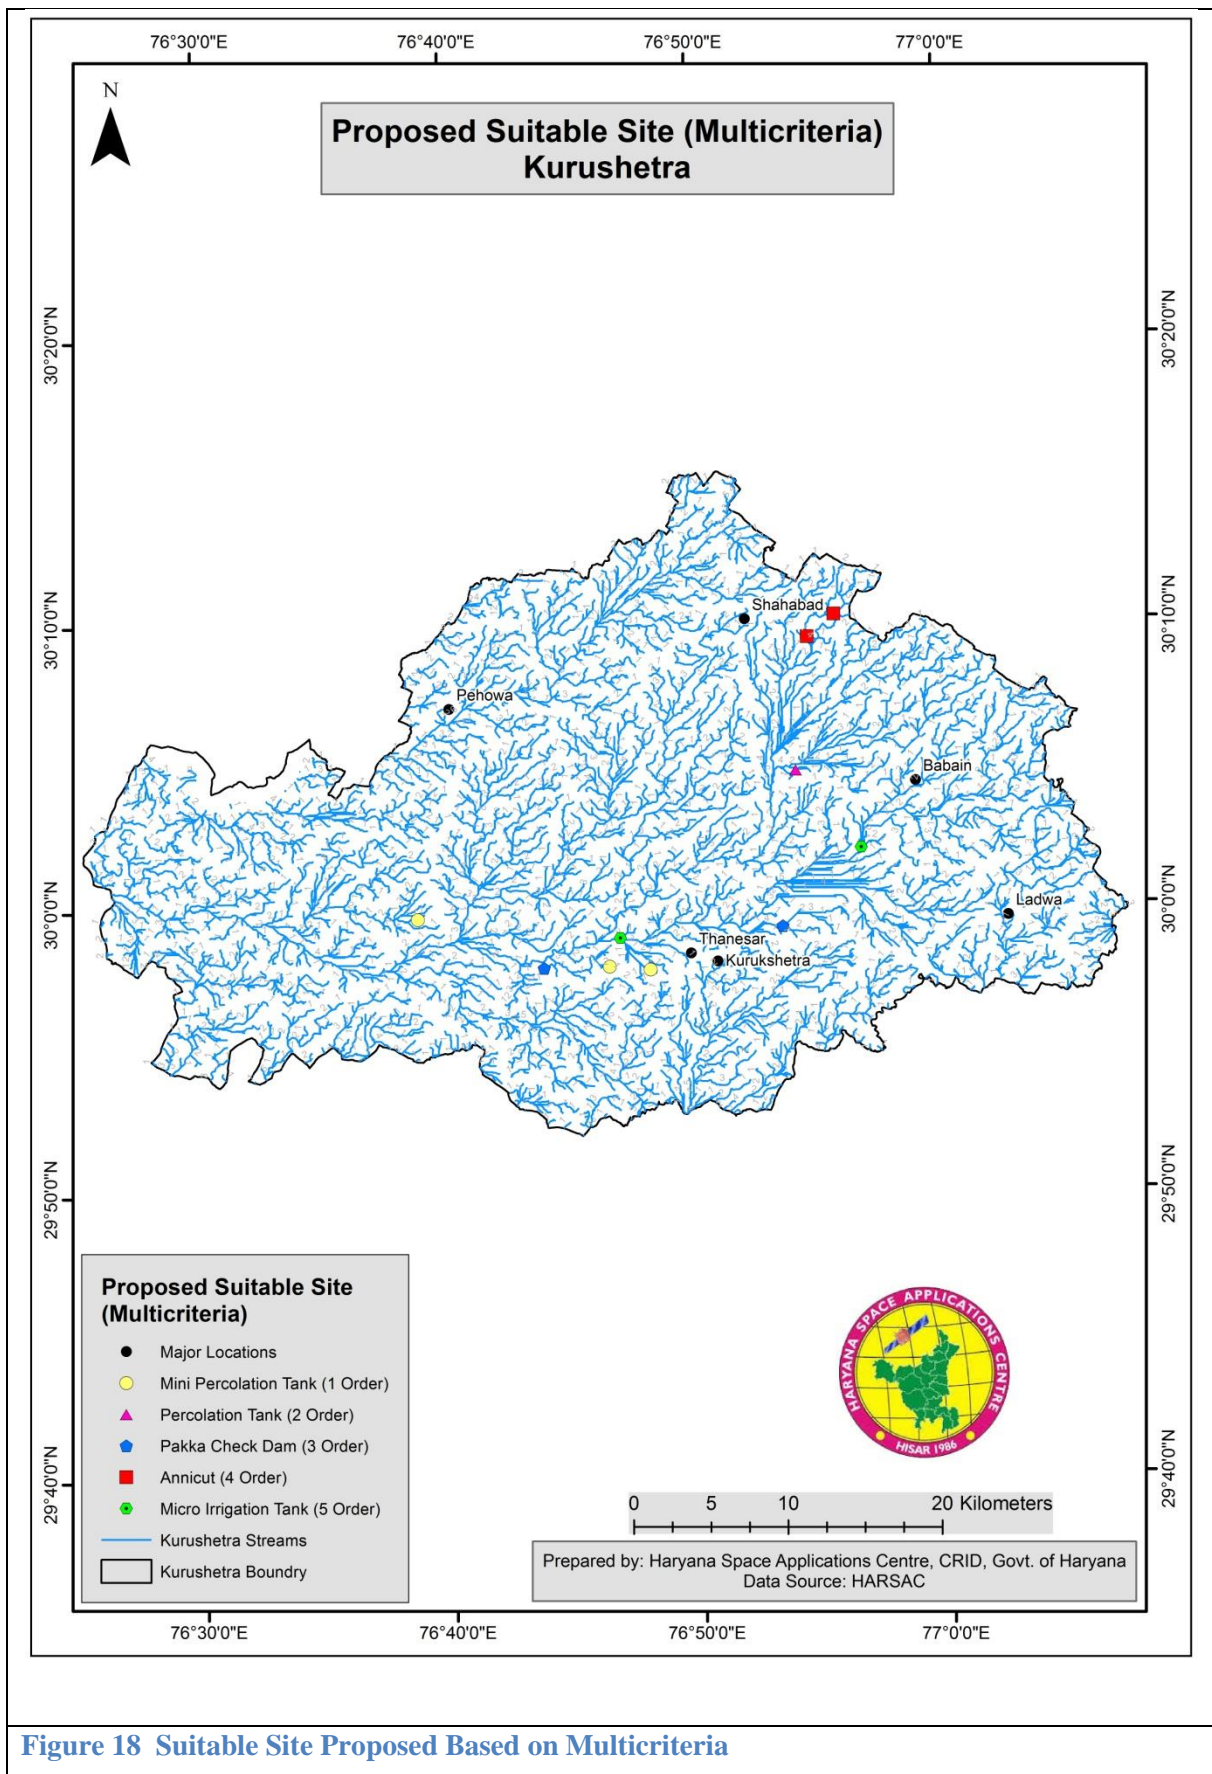 76°30'0"E 76°40'0"E 76°50'0"E 77°0'0"E
N
Proposed Suitable Site (Multicriteria)
Kurushetra
30°20'0"N 30°20'0"N
30°10'0"N 30°10'0"N
Shahabad
Pehowa
Babain
30°0'0"N 30°0'0"N
Ladwa
Thanesar
Kurukshetra
29°50'0"N 29°50'0"N
29°40'0"N 29°40'0"N
Proposed Suitable Site
(Multicriteria)
Major Locations
Mini Percolation Tank (1 Order)
Percolation Tank (2 Order)
Pakka Check Dam (3 Order)
Annicut (4 Order)
Micro Irrigation Tank (5 Order)
Kurushetra Streams
Kurushetra Boundry
HARYANA SPACE APPLICATIONS CENTRE
HISAR 1986
0 5 10 20 Kilometers
Prepared by: Haryana Space Applications Centre, CRID, Govt. of Haryana
Data Source: HARSAC
76°30'0"E 76°40'0"E 76°50'0"E 77°0'0"E
Figure 18 Suitable Site Proposed Based on Multicriteria